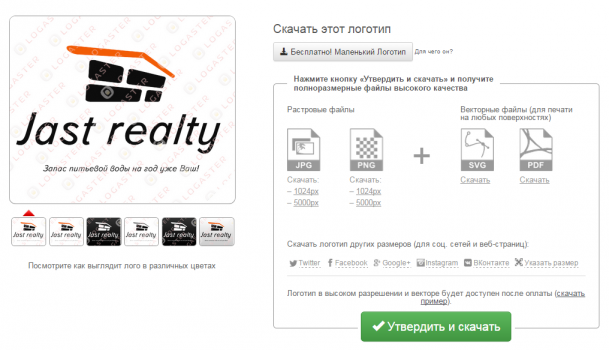 Скачать этот логотип
Бесплатно! Маленький Логотип Для чего он?
Нажмите кнопку «Утвердить и скачать» и получите
полноразмерные файлы высокого качества
Растровые файлы
Векторные файлы (для печати
на любых поверхностях)
JPG PNG SVG PDF
Скачать: Скачать: Скачать Скачать
– 1024px – 1024px
– 5000px – 5000px
Скачать логотип других размеров (для соц. сетей и веб-страниц):
Twitter Facebook Google+ Instagram ВКонтакте Указать размер
Логотип в высоком разрешении и векторе будет доступен после оплаты (скачать
пример).
Утвердить и скачать
LOGASTER
Jast realty
Запас питьевой воды на год уже Ваш!
Посмотрите как выглядит лого в различных цветах